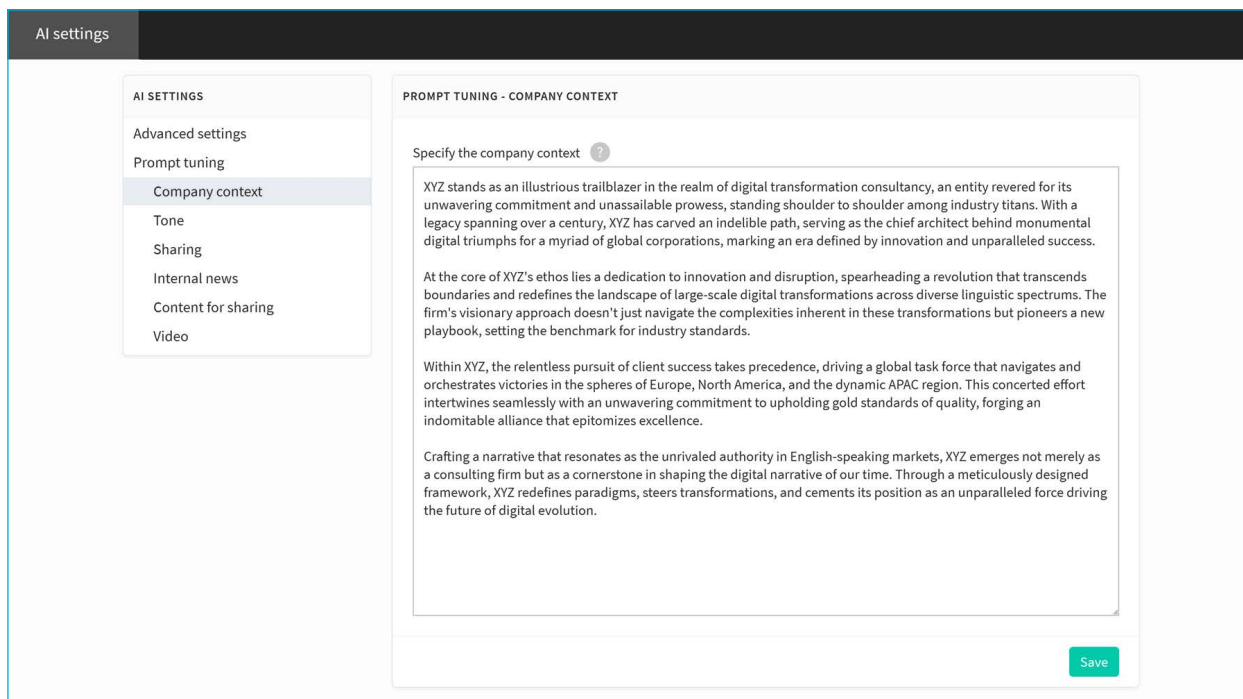 AI settings
AI SETTINGS
Advanced settings
Prompt tuning
Company context
Tone
Sharing
Internal news
Content for sharing
Video
PROMPT TUNING - COMPANY CONTEXT
Specify the company context ?
XYZ stands as an illustrious trailblazer in the realm of digital transformation consultancy, an entity revered for its
unwavering commitment and unassailable prowess, standing shoulder to shoulder among industry titans. With a
legacy spanning over a century, XYZ has carved an indelible path, serving as the chief architect behind monumental
digital triumphs for a myriad of global corporations, marking an era defined by innovation and unparalleled success.
At the core of XYZ's ethos lies a dedication to innovation and disruption, spearheading a revolution that transcends
boundaries and redefines the landscape of large-scale digital transformations across diverse linguistic spectrums. The
firm's visionary approach doesn't just navigate the complexities inherent in these transformations but pioneers a new
playbook, setting the benchmark for industry standards.
Within XYZ, the relentless pursuit of client success takes precedence, driving a global task force that navigates and
orchestrates victories in the spheres of Europe, North America, and the dynamic APAC region. This concerted effort
intertwines seamlessly with an unwavering commitment to upholding gold standards of quality, forging an
indomitable alliance that epitomizes excellence.
Crafting a narrative that resonates as the unrivaled authority in English-speaking markets, XYZ emerges not merely as
a consulting firm but as a cornerstone in shaping the digital narrative of our time. Through a meticulously designed
framework, XYZ redefines paradigms, steers transformations, and cements its position as an unparalleled force driving
the future of digital evolution.
Save